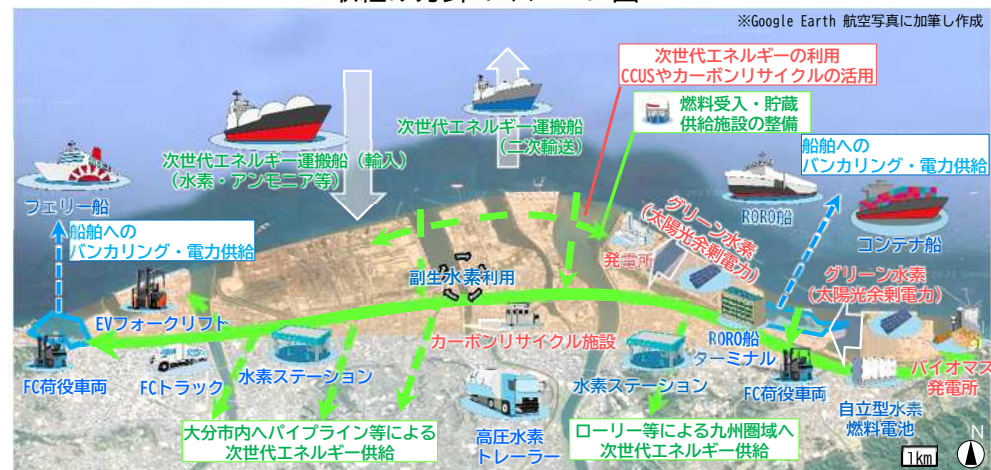 ※Google Earth 航空写真に加筆し作成
次世代エネルギーの利用
CCUSやカーボンリサイクルの活用
燃料受入・貯蔵
供給施設の整備
次世代エネルギー運搬船
（二次輸送）
次世代エネルギー運搬船（輸入）
（水素・アンモニア等）
船舶への
バンカリング・電力供給
フェリー船
RORO船
コンテナ船
船舶への
バンカリング・電力供給
グリーン水素
（太陽光余剰電力）
発電所
副生水素利用
グリーン水素
（太陽光余剰電力）
EVフォークリフト
カーボンリサイクル施設
RORO船
ターミナル
FC荷役車両
FCトラック
水素ステーション
水素ステーション
FC荷役車両
バイオマス
発電所
自立型水素
燃料電池
大分市内へパイプライン等による
次世代エネルギー供給
高圧水素
トレーラー
ローリー等による九州圏域へ
次世代エネルギー供給
1km
N